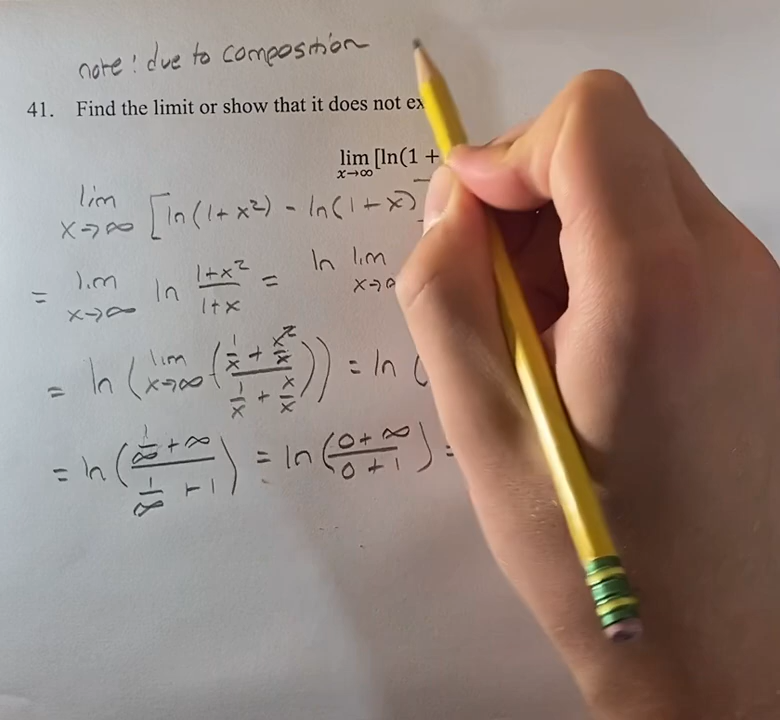 note: due to composition
41. Find the limit or show that it does not ex
lim x→∞ [ln(1 +
lim x→∞ [ln(1+x²) - ln(1+x)
= lim x→∞ ln (1+x²)/(1+x) = ln lim x→∞
= ln (lim x→∞ ((1/x + x²/x)/(1/x + x/x))) = ln (
= ln ((1/∞ + ∞)/(1/∞ + 1)) = ln ((0 + ∞)/(0 + 1)) =